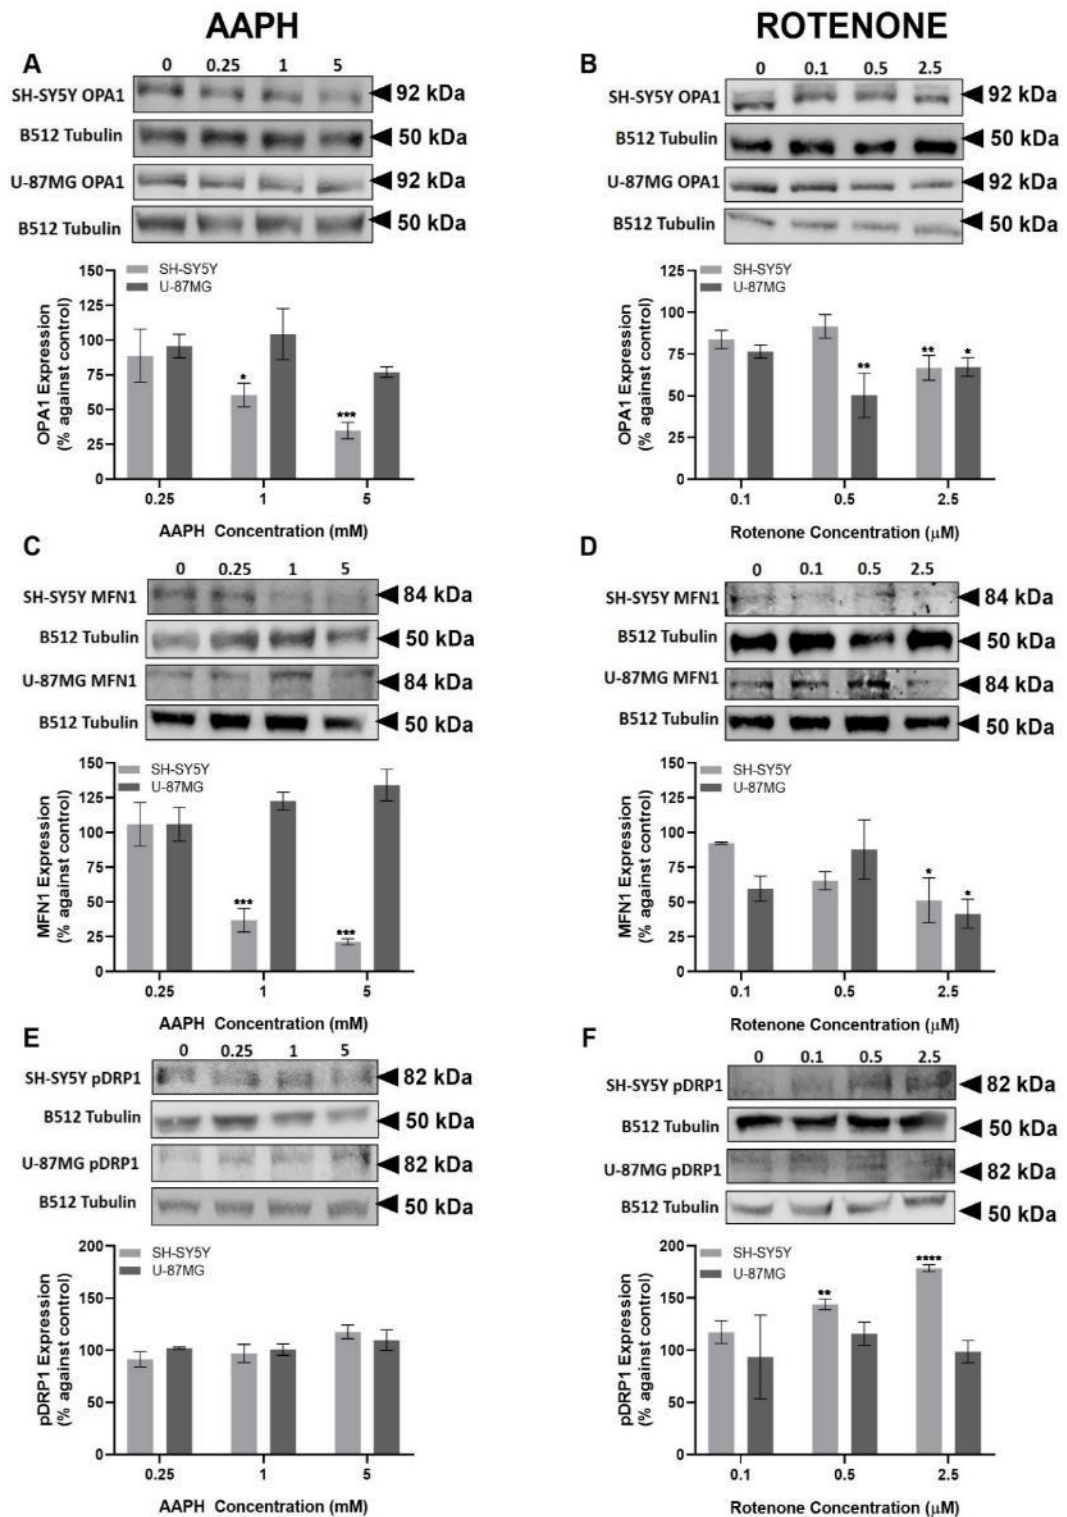 AAPH
ROTENONE
A
0 0.25 1 5
SH-SY5Y OPA1 92 kDa
B512 Tubulin 50 kDa
U-87MG OPA1 92 kDa
B512 Tubulin 50 kDa
150
125
100
75
50
25
0
OPA1 Expression
(% against control)
SH-SY5Y
U-87MG
*
***
0.25 1 5
AAPH Concentration (mM)
B
0 0.1 0.5 2.5
SH-SY5Y OPA1 92 kDa
B512 Tubulin 50 kDa
U-87MG OPA1 92 kDa
B512 Tubulin 50 kDa
125
100
75
50
25
0
OPA1 Expression
(% against control)
SH-SY5Y
U-87MG
**
** *
0.1 0.5 2.5
Rotenone Concentration (μM)
C
0 0.25 1 5
SH-SY5Y MFN1 84 kDa
B512 Tubulin 50 kDa
U-87MG MFN1 84 kDa
B512 Tubulin 50 kDa
150
125
100
75
50
25
0
MFN1 Expression
(% against control)
SH-SY5Y
U-87MG
***
***
0.25 1 5
AAPH Concentration (mM)
D
0 0.1 0.5 2.5
SH-SY5Y MFN1 84 kDa
B512 Tubulin 50 kDa
U-87MG MFN1 84 kDa
B512 Tubulin 50 kDa
150
125
100
75
50
25
0
MFN1 Expression
(% against control)
SH-SY5Y
U-87MG
*
*
0.1 0.5 2.5
Rotenone Concentration (μM)
E
0 0.25 1 5
SH-SY5Y pDRP1 82 kDa
B512 Tubulin 50 kDa
U-87MG pDRP1 82 kDa
B512 Tubulin 50 kDa
200
150
100
50
0
pDRP1 Expression
(% against control)
SH-SY5Y
U-87MG
0.25 1 5
AAPH Concentration (mM)
F
0 0.1 0.5 2.5
SH-SY5Y pDRP1 82 kDa
B512 Tubulin 50 kDa
U-87MG pDRP1 82 kDa
B512 Tubulin 50 kDa
200
150
100
50
0
pDRP1 Expression
(% against control)
SH-SY5Y
U-87MG
**
****
0.1 0.5 2.5
Rotenone Concentration (μM)